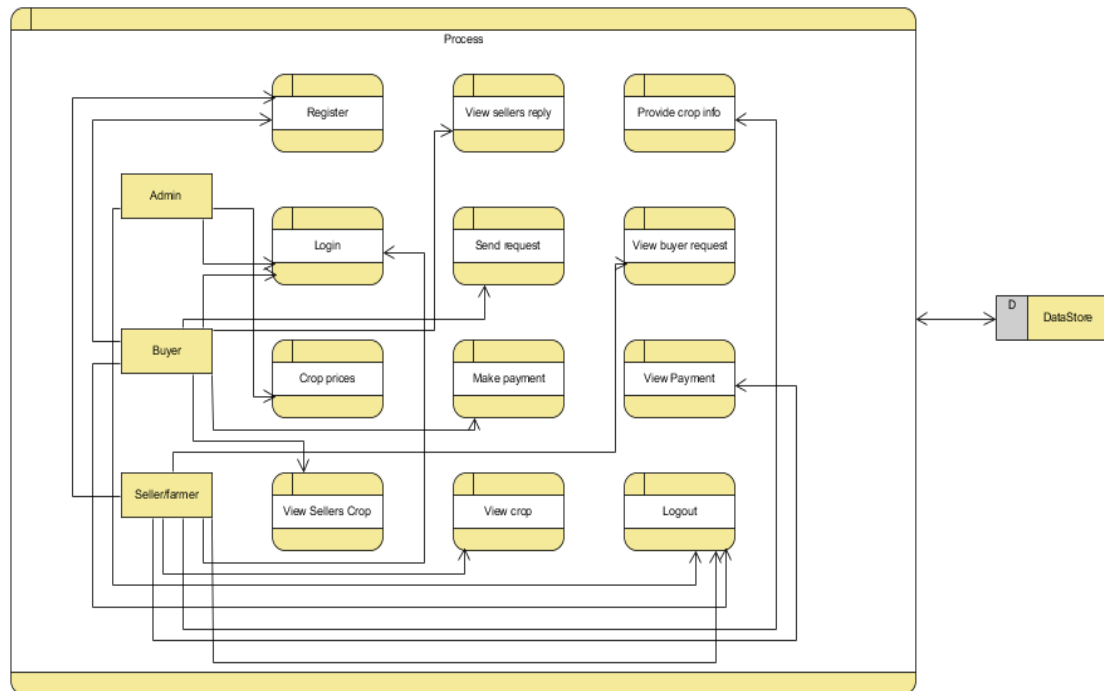 Process
Register
View sellers reply
Provide crop info
Admin
Login
Send request
View buyer request
D
DataStore
Buyer
Crop prices
Make payment
View Payment
Seller/farmer
View Sellers Crop
View crop
Logout